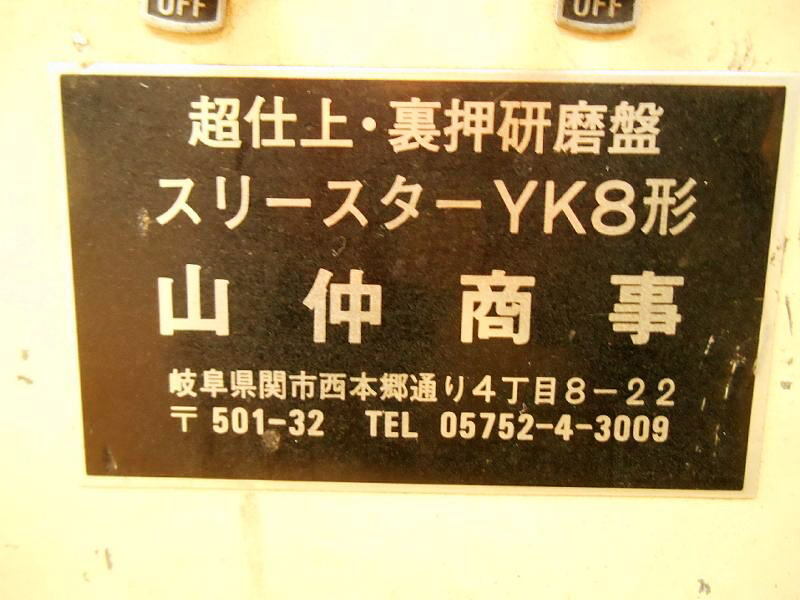 OFF OFF
超仕上・裏押研磨盤
スリースターYK8形
山仲商事
岐阜県関市西本郷通り4丁目8-22
〒501-32 TEL 05752-4-3009